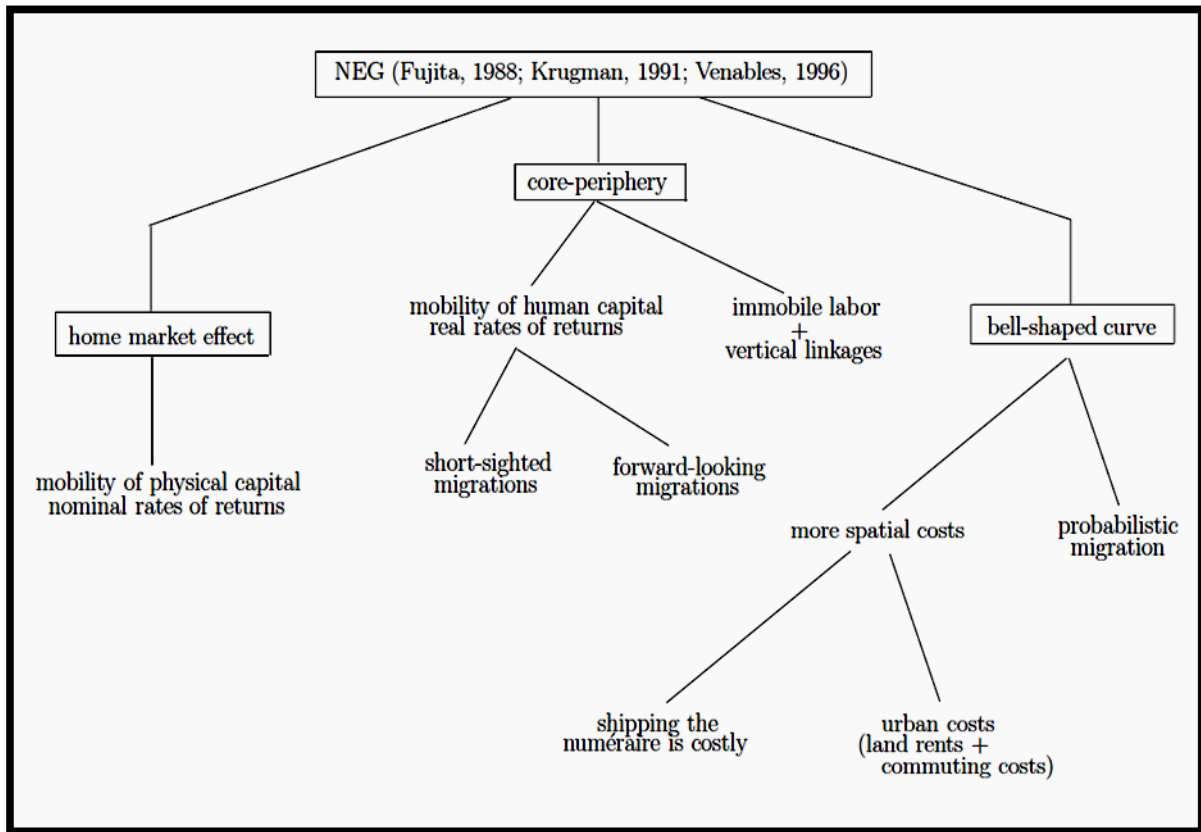 NEG (Fujita, 1988; Krugman, 1991; Venables, 1996)
core-periphery
home market effect
mobility of physical capital
nominal rates of returns
mobility of human capital
real rates of returns
short-sighted
migrations
forward-looking
migrations
immobile labor
+
vertical linkages
bell-shaped curve
more spatial costs
probabilistic
migration
shipping the
numéraire is costly
urban costs
(land rents +
commuting costs)